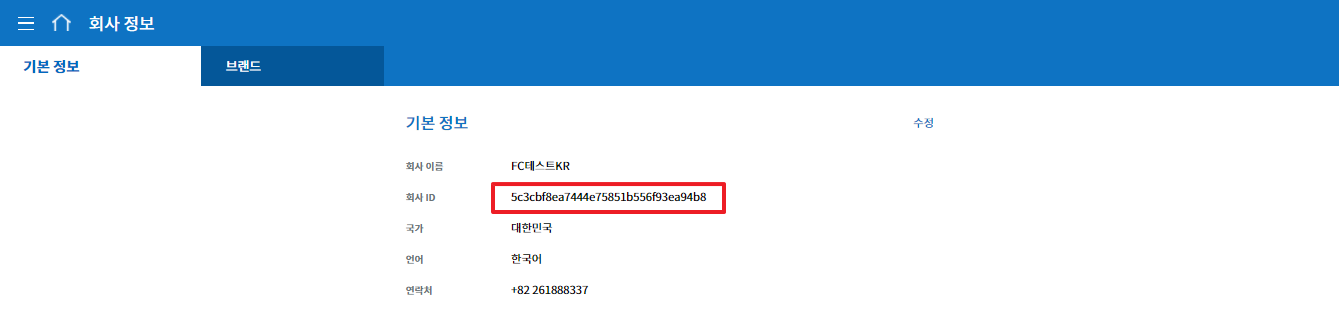 회사 정보
기본 정보 브랜드
기본 정보 수정
회사 이름 FC테스트KR
회사 ID 5c3cbf8ea7444e75851b556f93ea94b8
국가 대한민국
언어 한국어
연락처 +82 261888337